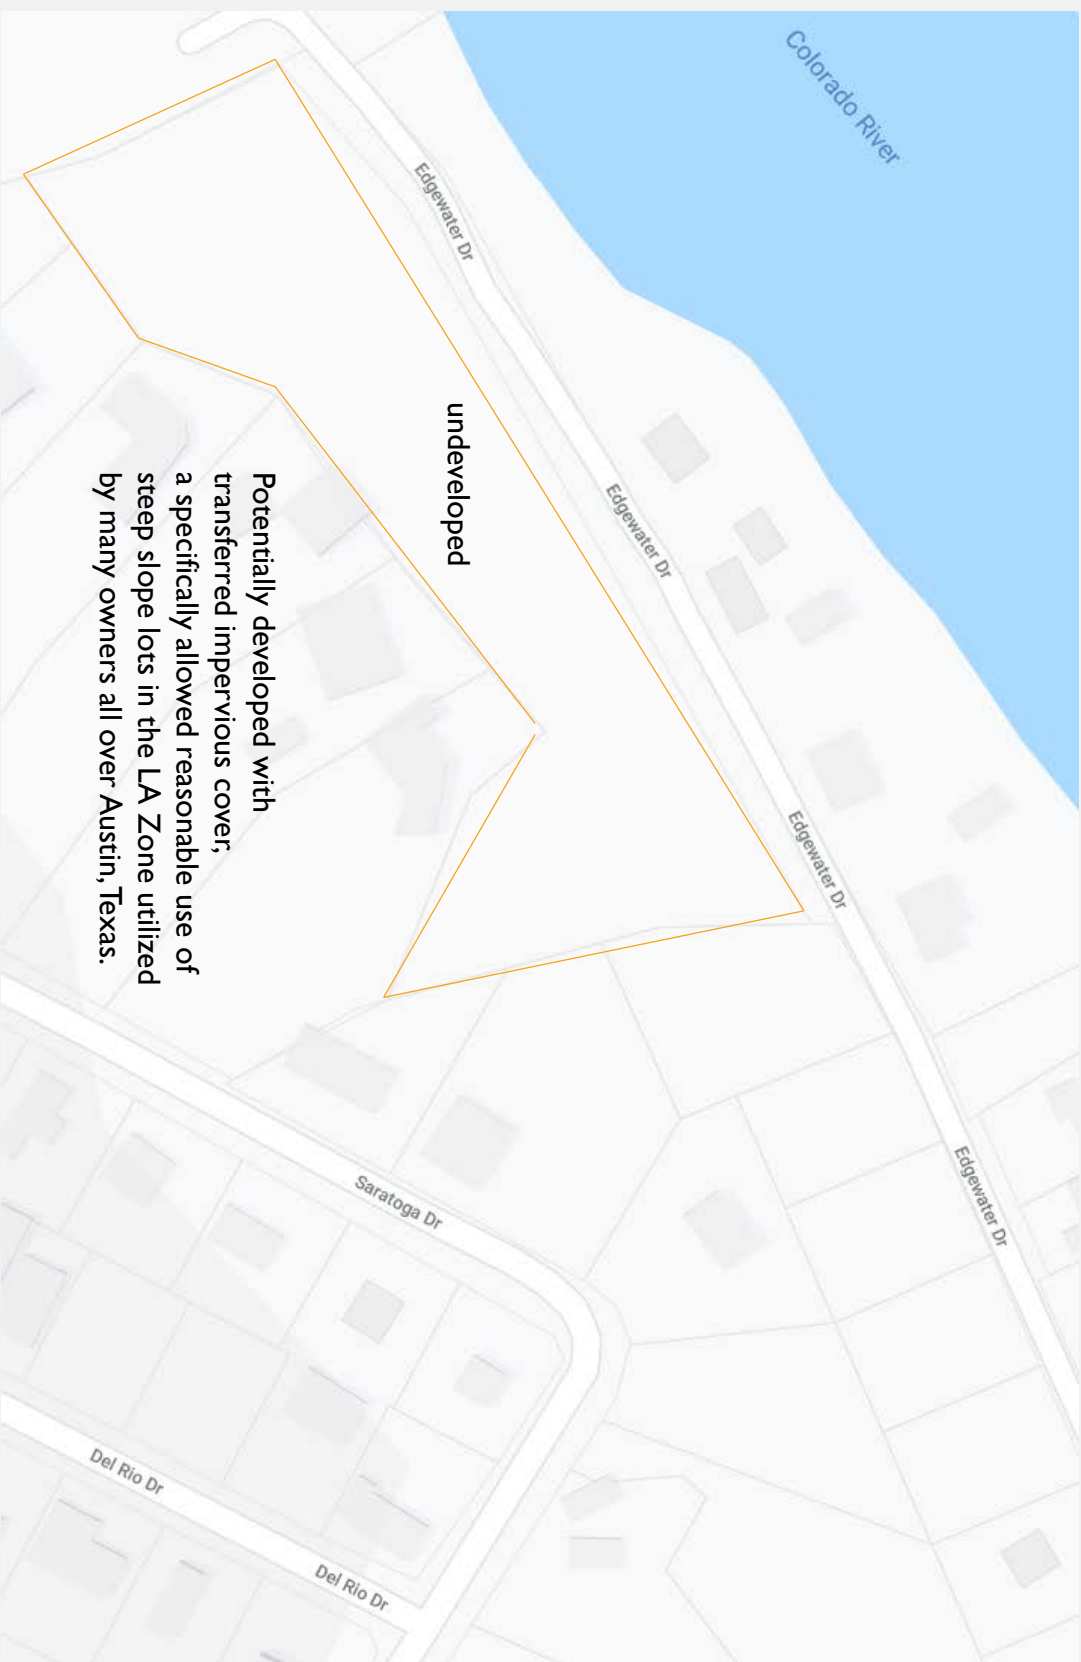 Colorado River
Edgewater Dr
Edgewater Dr
Edgewater Dr
Edgewater Dr
undeveloped
Potentially developed with
transferred impervious cover,
a specifically allowed reasonable use of
steep slope lots in the LA Zone utilized
by many owners all over Austin, Texas.
Saratoga Dr
Del Rio Dr
Del Rio Dr